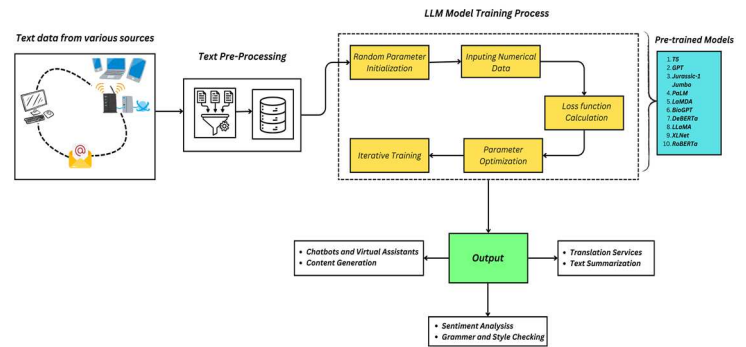 LLM Model Training Process
Text data from various sources
Text Pre-Processing
Pre-trained Models
Random Parameter
Initialization
Inputing Numerical
Data
Loss function
Calculation
Parameter
Optimization
Iterative Training
1. T5
2. GPT
3. Jurassic-1
Jumbo
4. PaLM
5. LaMDA
6. BioGPT
7. DeBERTa
8. LLaMA
9. XLNet
10. RoBERTa
@
Chatbots and Virtual Assistants
Content Generation
Output
Translation Services
Text Summarization
Sentiment Analysiss
Grammer and Style Checking